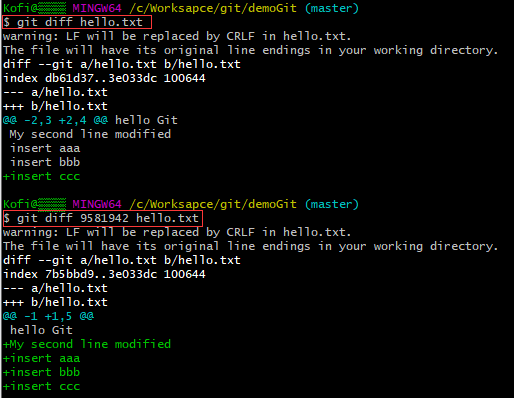 Kofi@ MINGW64 /c/Worksapce/git/demoGit (master)
$ git diff hello.txt
warning: LF will be replaced by CRLF in hello.txt.
The file will have its original line endings in your working directory.
diff --git a/hello.txt b/hello.txt
index db61d37..3e033dc 100644
--- a/hello.txt
+++ b/hello.txt
@@ -2,3 +2,4 @@ hello Git
 My second line modified
 insert aaa
 insert bbb
+insert ccc
Kofi@ MINGW64 /c/Worksapce/git/demoGit (master)
$ git diff 9581942 hello.txt
warning: LF will be replaced by CRLF in hello.txt.
The file will have its original line endings in your working directory.
diff --git a/hello.txt b/hello.txt
index 7b5bbd9..3e033dc 100644
--- a/hello.txt
+++ b/hello.txt
@@ -1 +1,5 @@
 hello Git
+My second line modified
+insert aaa
+insert bbb
+insert ccc